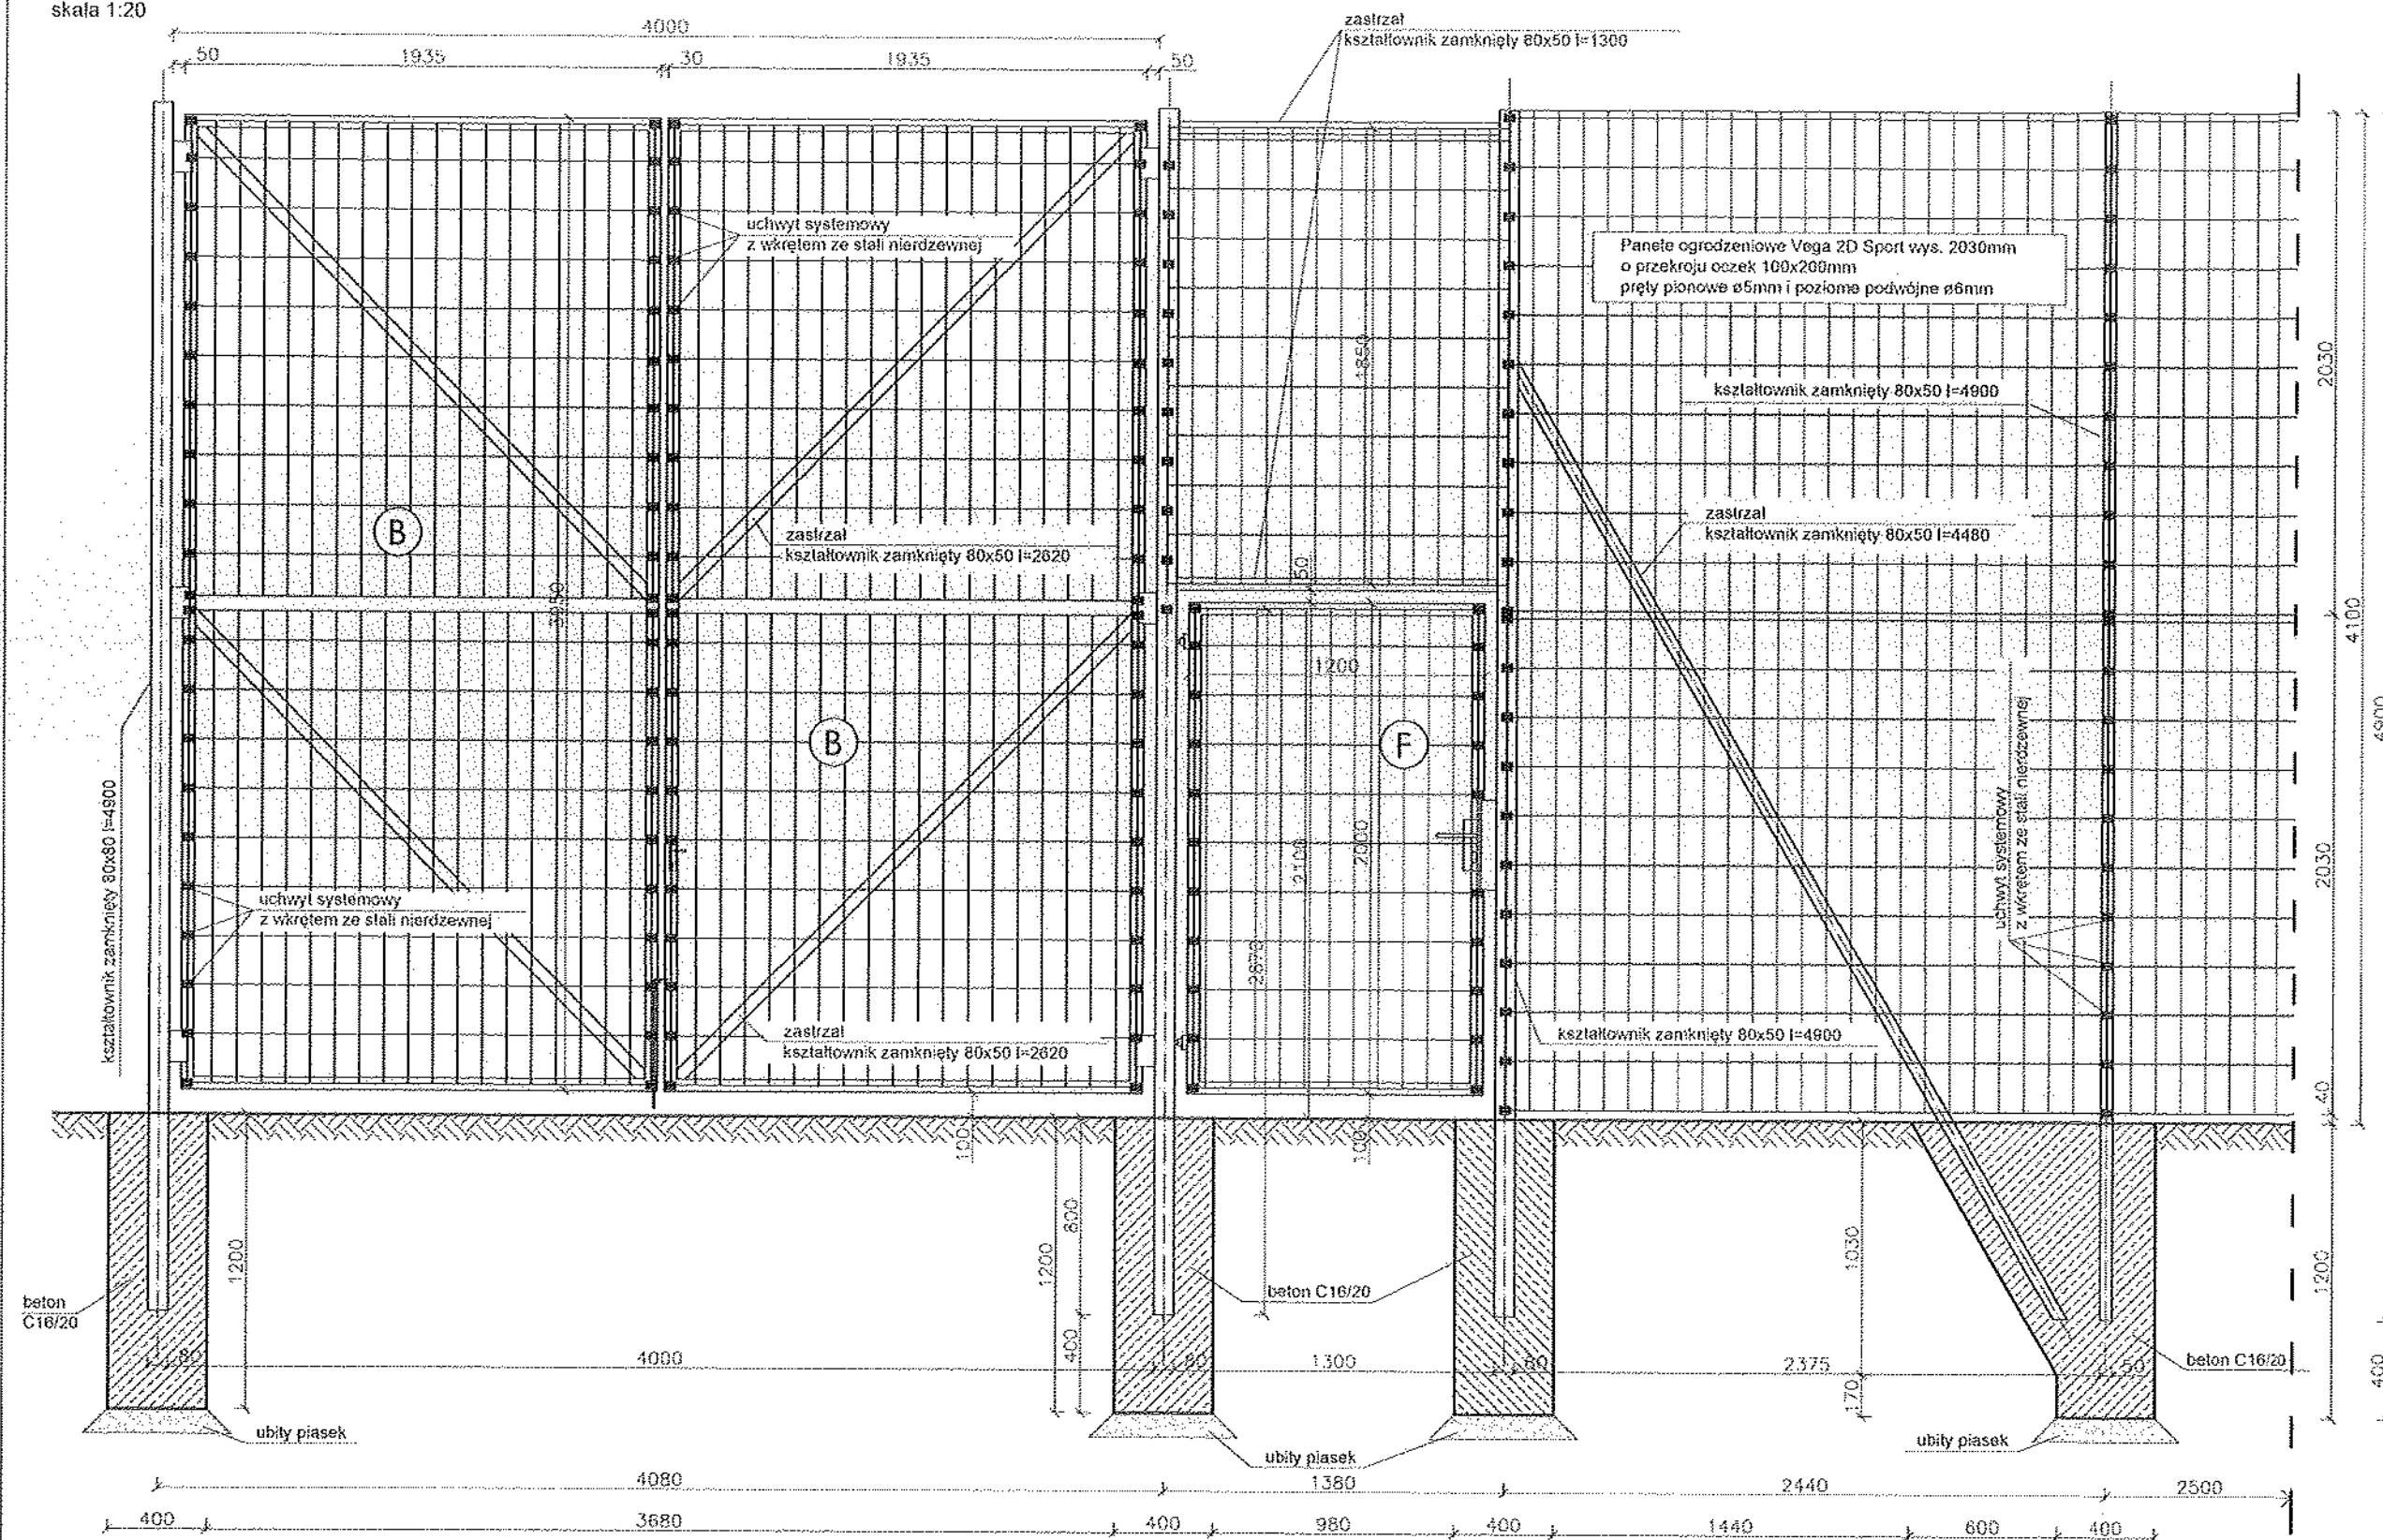 skala 1:20
4000
50
1935
30
1935
50
zastrzał
kształtownik zamknięty 80x50 l=1300
uchwyt systemowy
z wkrętem ze stali nierdzewnej
Panele ogrodzeniowe Vega 2D Sport wys. 2030mm
o przekroju oczek 100x200mm
pręty pionowe ø5mm i poziome podwójne ø6mm
1850
2030
kształtownik zamknięty 80x50 l=4900
B
zastrzał
kształtownik zamknięty 80x50 l=2620
zastrzał
kształtownik zamknięty 80x50 l=4480
50
4100
4900
1200
B
F
kształtownik zamknięty 80x80 l=4900
uchwyt systemowy
z wkrętem ze stali nierdzewnej
2100
2000
2030
uchwyt systemowy
z wkrętem ze stali nierdzewnej
2870
zastrzał
kształtownik zamknięty 80x50 l=2620
kształtownik zamknięty 80x50 l=4900
40
100
100
1200
1200
800
400
1030
170
1200
400
beton
C16/20
beton C16/20
beton C16/20
80
4000
80
1300
80
2375
50
ubity piasek
ubity piasek
ubity piasek
4080
1380
2440
2500
400
3680
400
980
400
1440
600
400